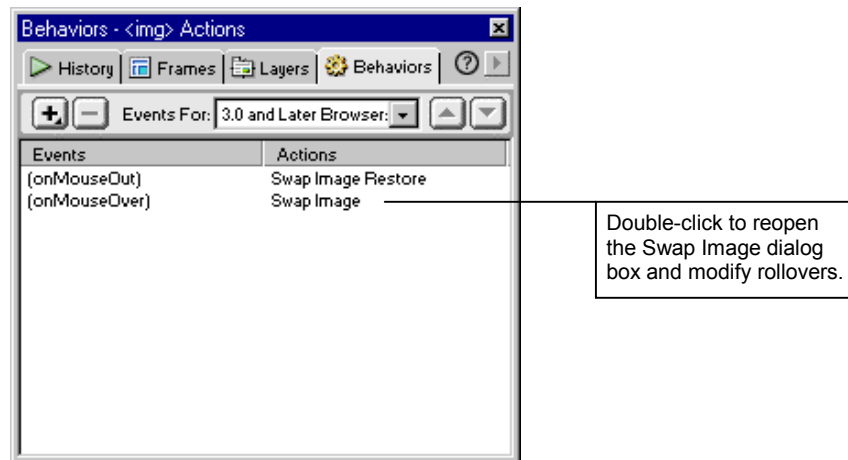 Behaviors - <img> Actions
History Frames Layers Behaviors
Events For: 3.0 and Later Browser:
Events Actions
(onMouseOut) Swap Image Restore
(onMouseOver) Swap Image
Double-click to reopen
the Swap Image dialog
box and modify rollovers.